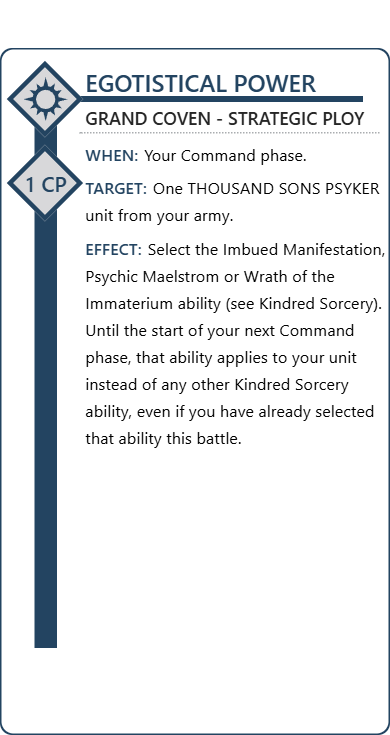 EGOTISTICAL POWER
GRAND COVEN - STRATEGIC PLOY
WHEN: Your Command phase.
1 CP
TARGET: One THOUSAND SONS PSYKER
unit from your army.
EFFECT: Select the Imbued Manifestation,
Psychic Maelstrom or Wrath of the
Immaterium ability (see Kindred Sorcery).
Until the start of your next Command
phase, that ability applies to your unit
instead of any other Kindred Sorcery
ability, even if you have already selected
that ability this battle.